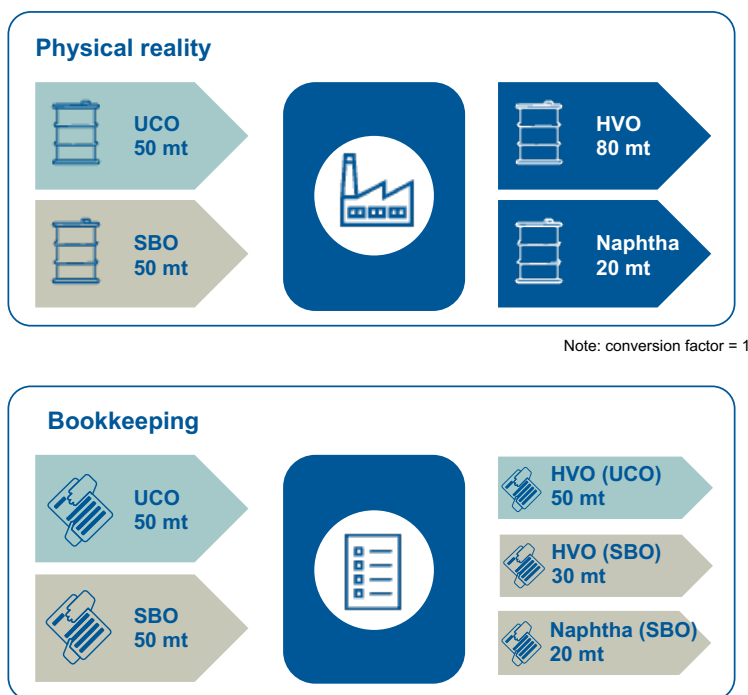 Physical reality
UCO
50 mt
SBO
50 mt
HVO
80 mt
Naphtha
20 mt
Note: conversion factor = 1
Bookkeeping
UCO
50 mt
SBO
50 mt
HVO (UCO)
50 mt
HVO (SBO)
30 mt
Naphtha (SBO)
20 mt